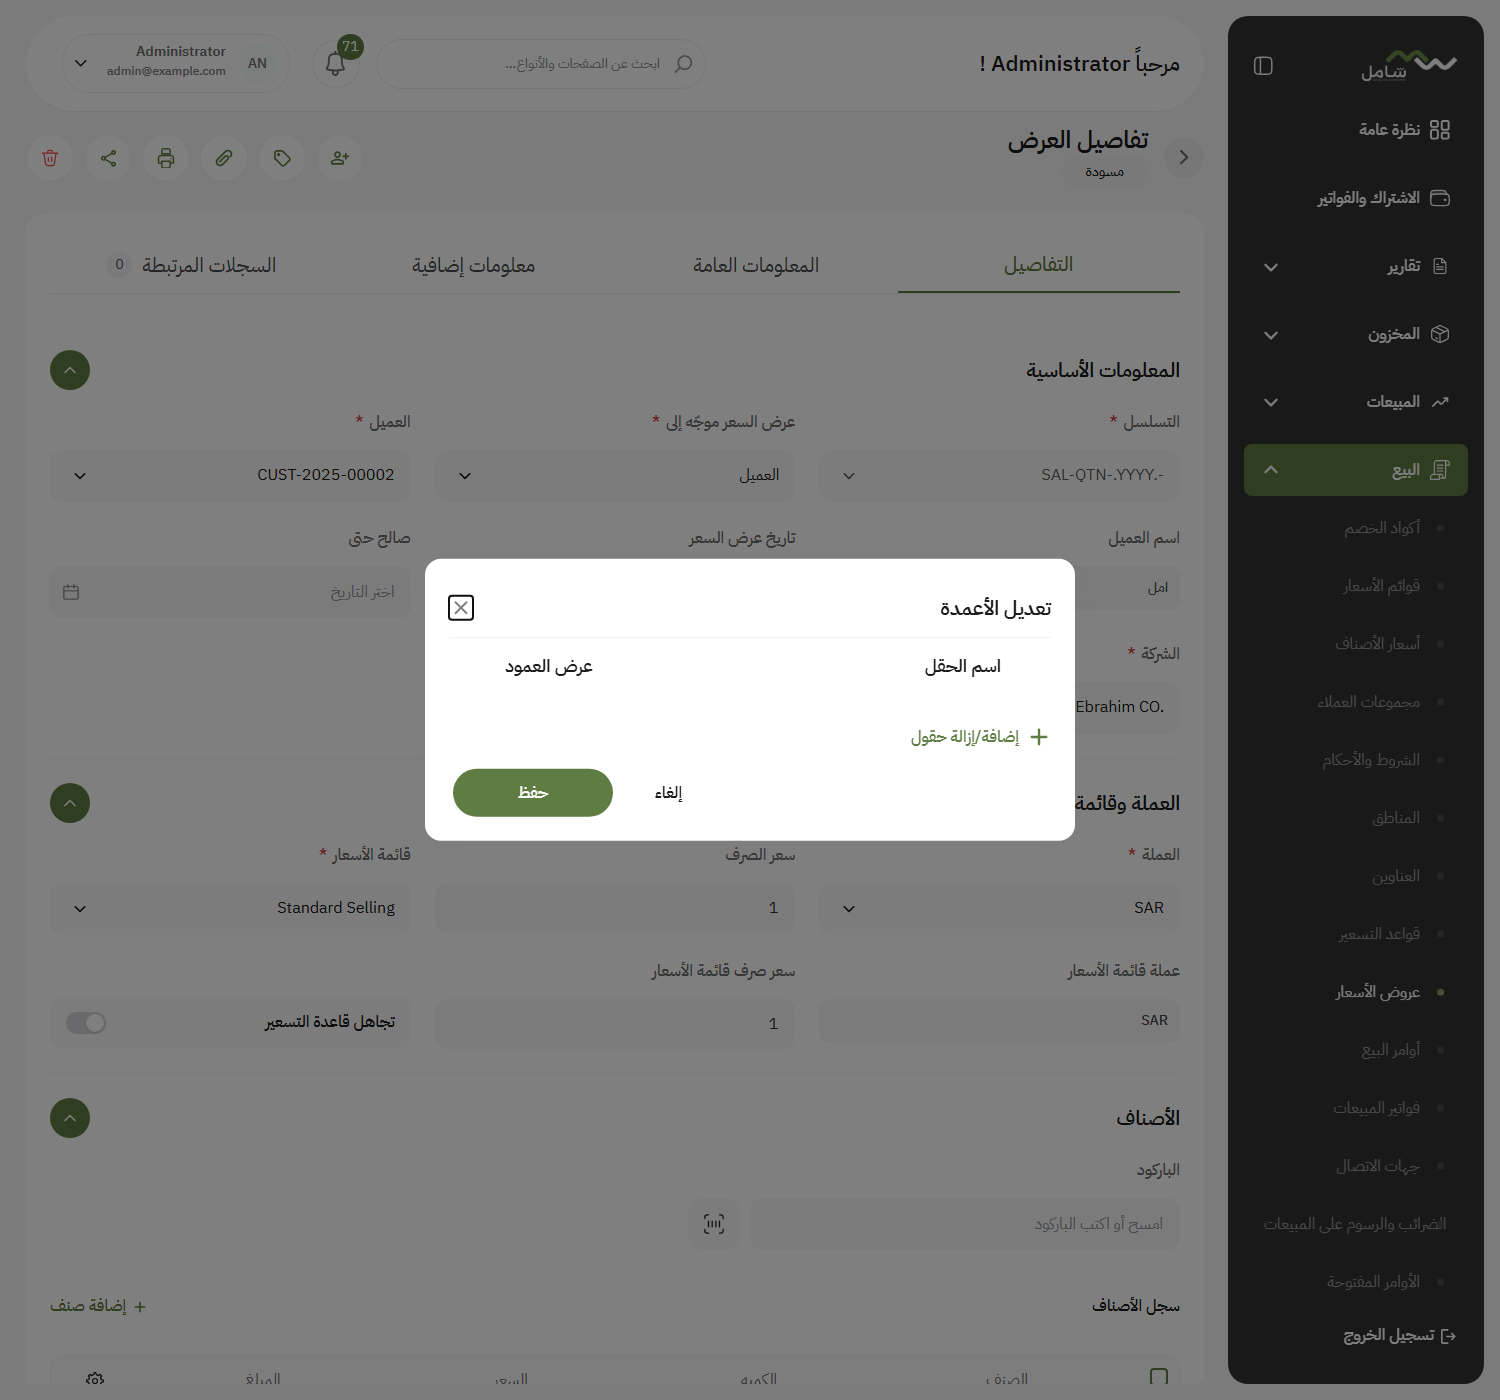 شامل
نظرة عامة
الاشتراك والفواتير
تقارير
المخزون
المبيعات
البيع
أكواد الخصم
قوائم الأسعار
أسعار الأصناف
مجموعات العملاء
الشروط والأحكام
المناطق
العناوين
قواعد التسعير
عروض الأسعار
أوامر البيع
فواتير المبيعات
جهات الاتصال
الضرائب والرسوم على المبيعات
الأوامر المفتوحة
تسجيل الخروج
مرحباً Administrator !
ابحث عن الصفحات والأنواع...
71
AN
Administrator
admin@example.com
تفاصيل العرض
مسودة
التفاصيل
المعلومات العامة
معلومات إضافية
السجلات المرتبطة 0
المعلومات الأساسية
التسلسل *
عرض السعر موجّه إلى *
العميل *
SAL-QTN-.YYYY.-
العميل
CUST-2025-00002
اسم العميل
تاريخ عرض السعر
صالح حتى
امل
اختر التاريخ
الشركة *
Ebrahim CO.
تعديل الأعمدة
اسم الحقل
عرض العمود
إضافة/إزالة حقول
إلغاء
حفظ
العملة وقائمة
العملة *
سعر الصرف
قائمة الأسعار *
SAR
1
Standard Selling
عملة قائمة الأسعار
سعر صرف قائمة الأسعار
SAR
1
تجاهل قاعدة التسعير
الأصناف
الباركود
امسح أو اكتب الباركود
سجل الأصناف
إضافة صنف
الصنف
الكميه
السعر
المبلغ